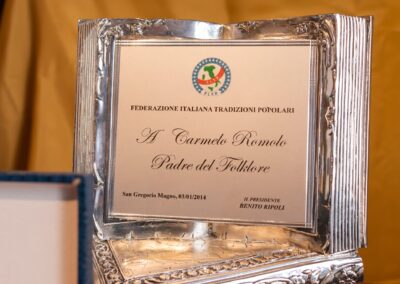 FEDERAZIONE ITALIANA TRADIZIONI POPOLARI
A Carmelo Romolo
Padre del Folklore
San Gregorio Magno, 03/01/2014
IL PRESIDENTE
BENITO RIPOLI